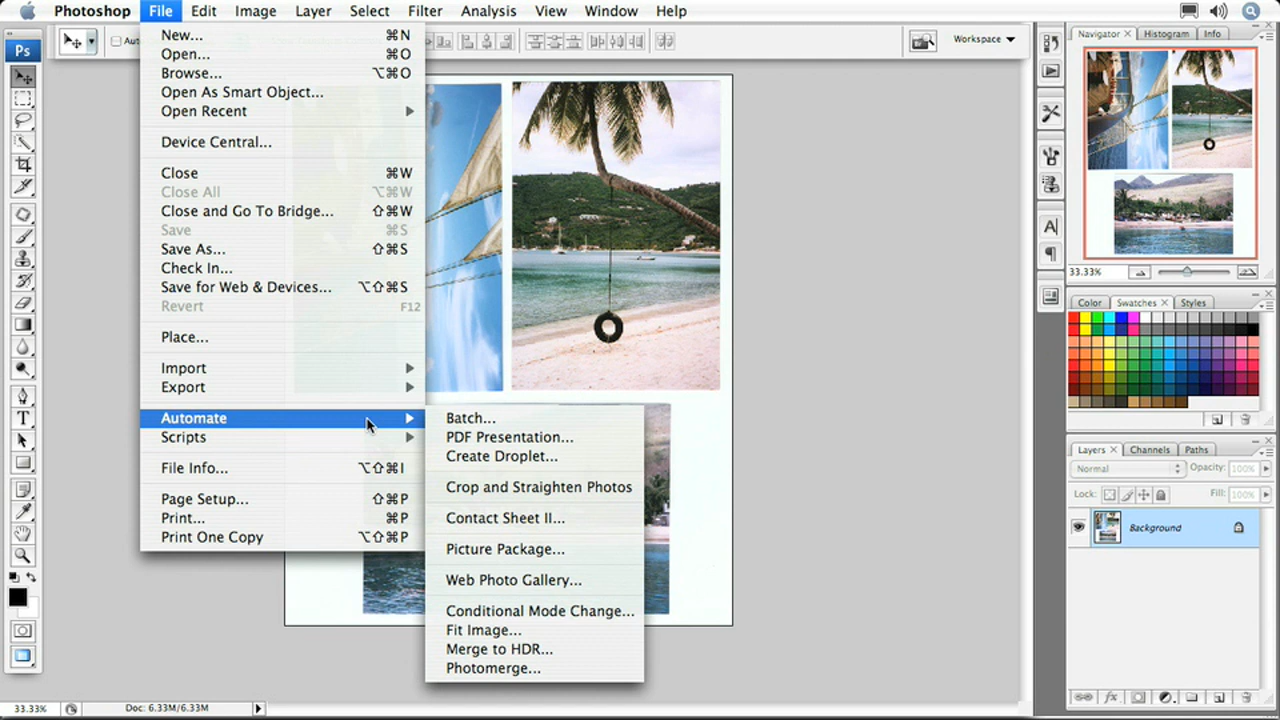 Photoshop File Edit Image Layer Select Filter Analysis View Window Help
Ps
Workspace
New... ⌘N
Open... ⌘O
Browse... ⌥⌘O
Open As Smart Object...
Open Recent
Device Central...
Close ⌘W
Close All ⌥⌘W
Close and Go To Bridge... ⇧⌘W
Save ⌘S
Save As... ⇧⌘S
Check In...
Save for Web & Devices... ⌥⇧⌘S
Revert F12
Place...
Import
Export
Automate
Scripts
File Info... ⌥⇧⌘I
Page Setup... ⇧⌘P
Print... ⌘P
Print One Copy ⌥⇧⌘P
Batch...
PDF Presentation...
Create Droplet...
Crop and Straighten Photos
Contact Sheet II...
Picture Package...
Web Photo Gallery...
Conditional Mode Change...
Fit Image...
Merge to HDR...
Photomerge...
Navigator Histogram Info
33.33%
Color Swatches Styles
Layers Channels Paths
Normal Opacity: 100%
Lock: Fill: 100%
Background
33.33% Doc: 6.33M/6.33M